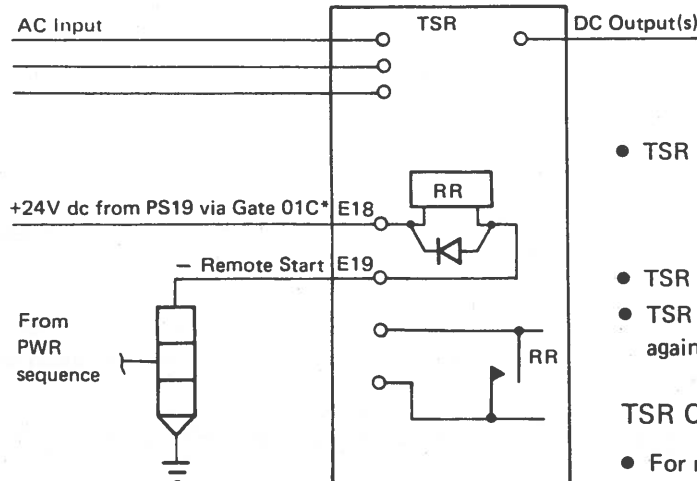 AC Input
TSR
DC Output(s)
● TSR
RR
+24V dc from PS19 via Gate 01C* E18
– Remote Start E19
● TSR
● TSR
again
From
PWR
sequence
RR
TSR
● For